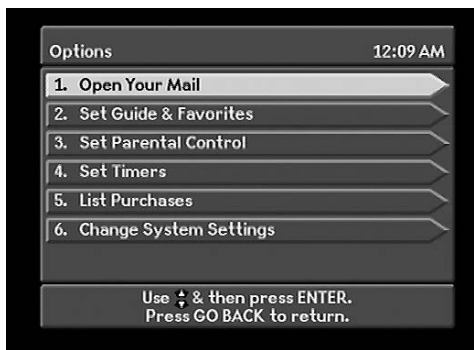 Options 12:09 AM
1. Open Your Mail
2. Set Guide & Favorites
3. Set Parental Control
4. Set Timers
5. List Purchases
6. Change System Settings
Use & then press ENTER.
Press GO BACK to return.